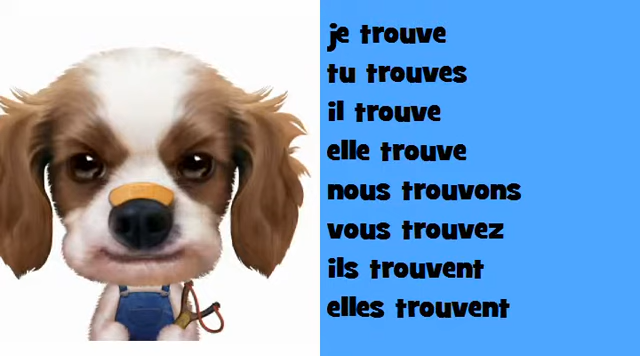 je trouve
tu trouves
il trouve
elle trouve
nous trouvons
vous trouvez
ils trouvent
elles trouvent